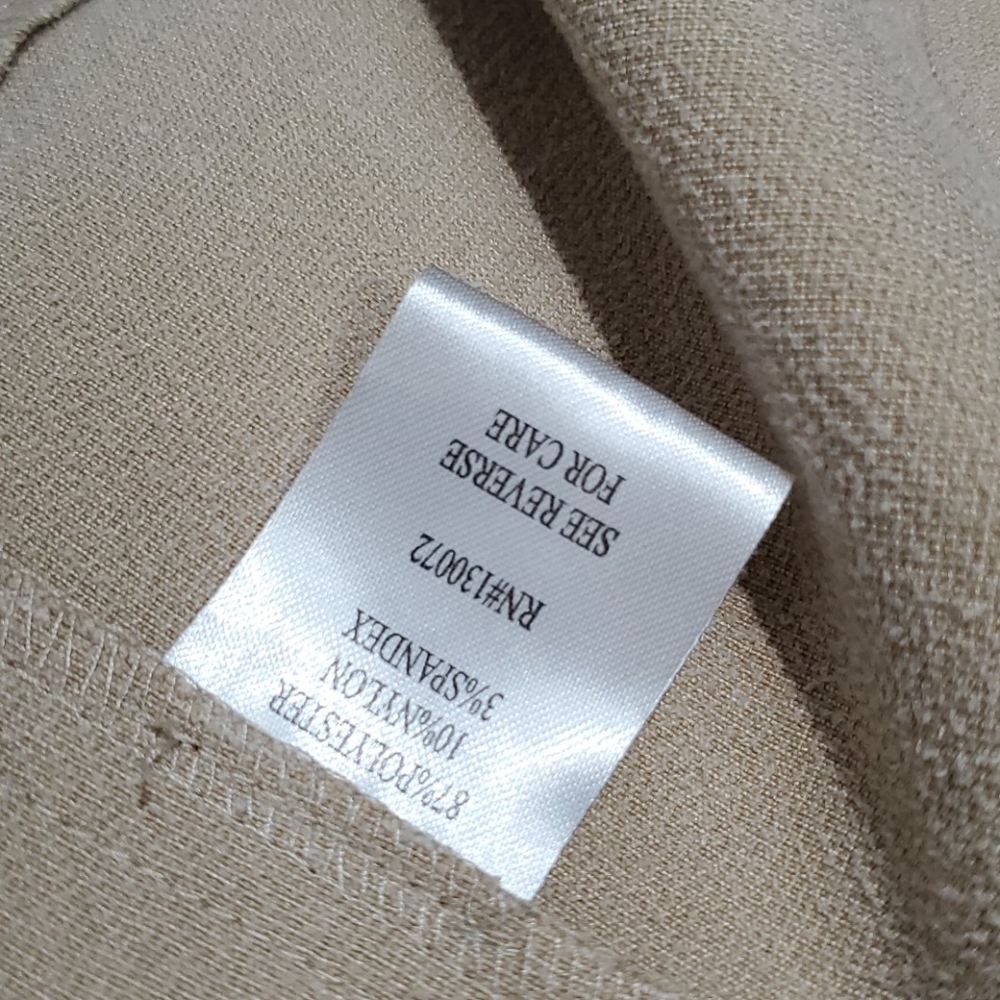 87%POLYESTER
10%NYLON
3%SPANDEX
RN#130072
SEE REVERSE
FOR CARE